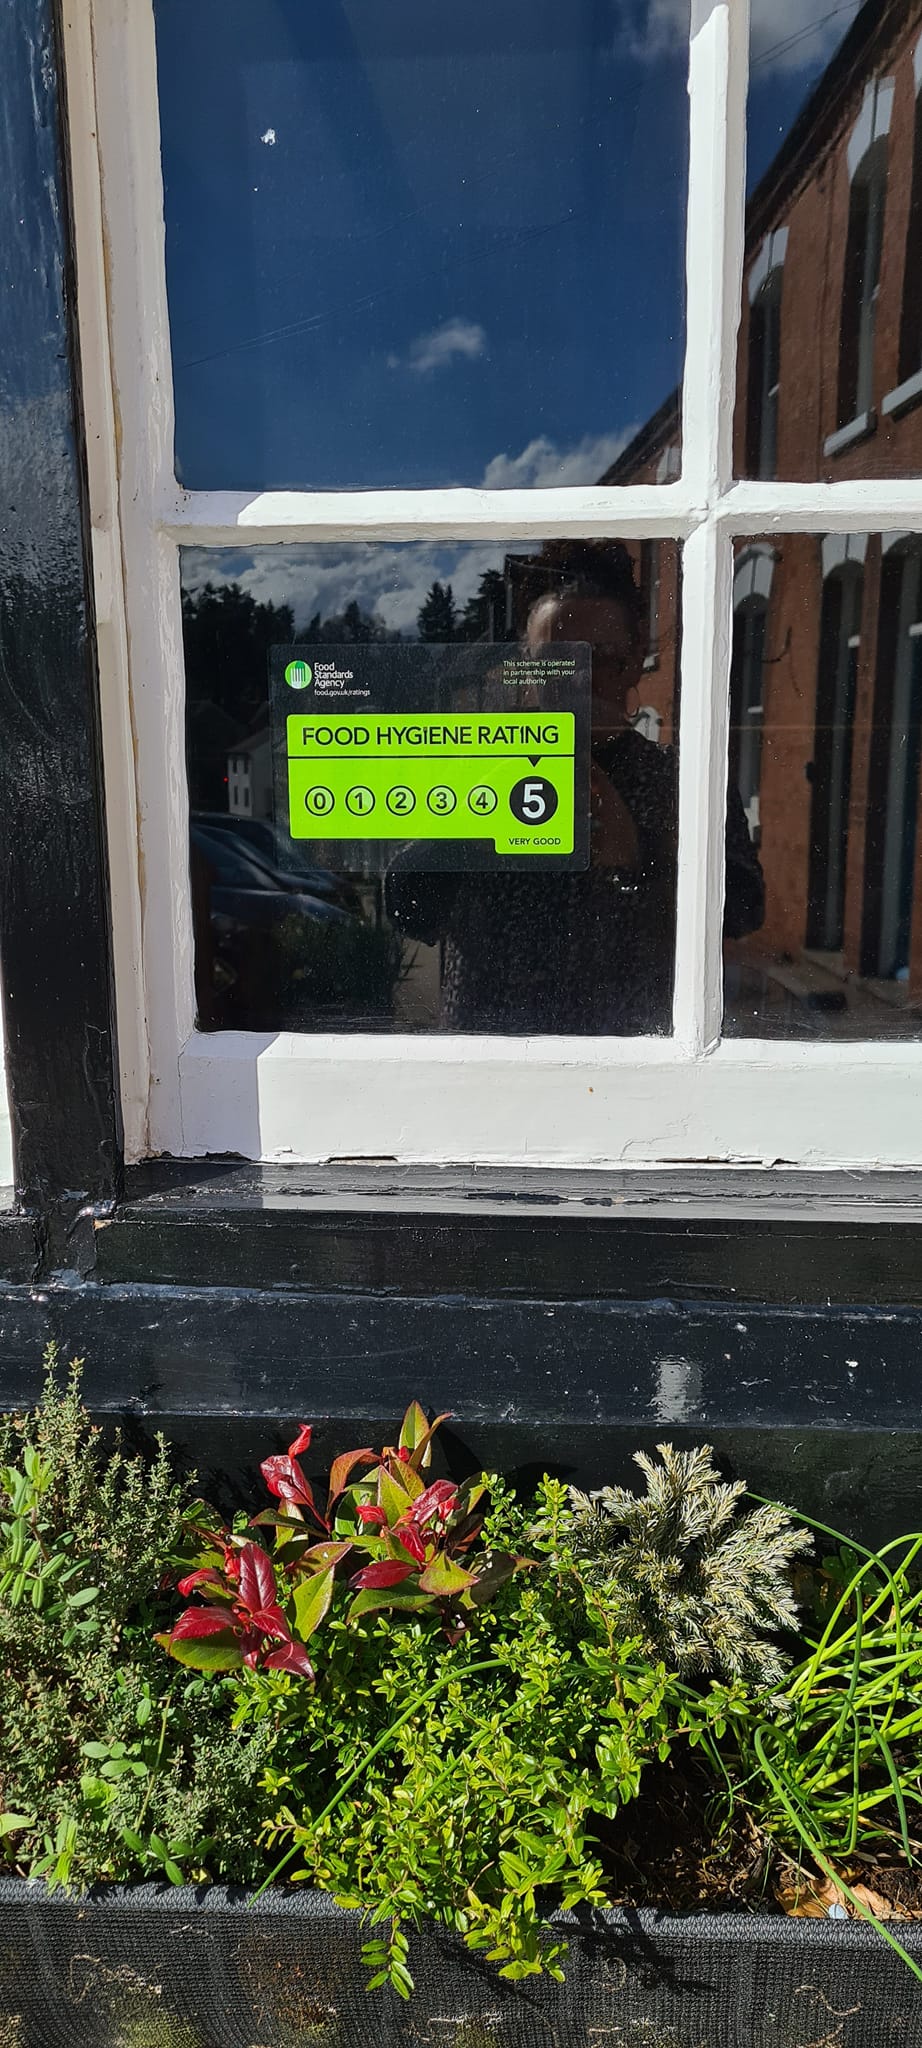 Food
Standards
Agency
food.gov.uk/ratings
This scheme is operated
in partnership with your
local authority
FOOD HYGIENE RATING
0 1 2 3 4 5
VERY GOOD